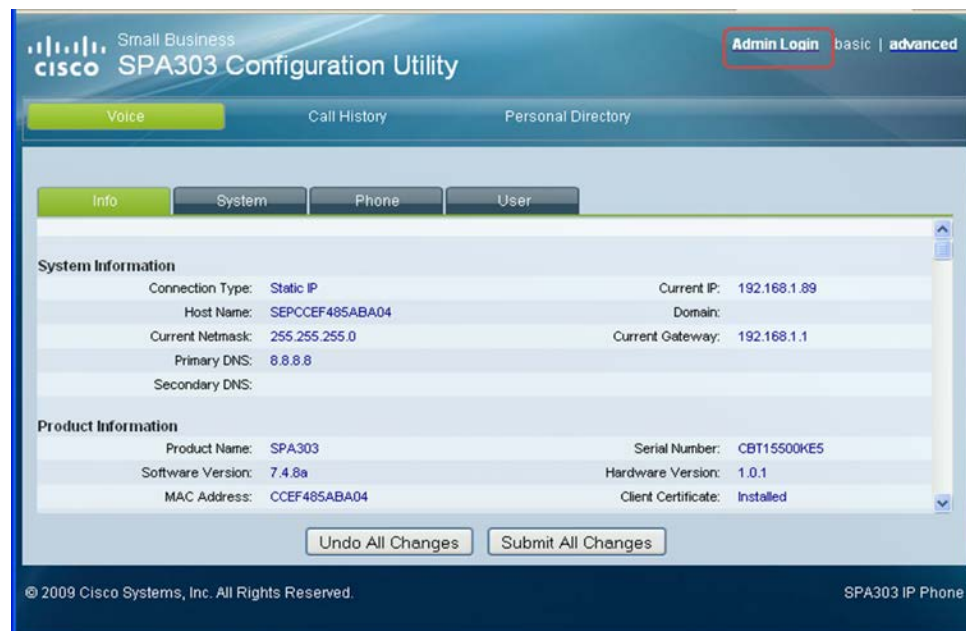 Small Business
cisco SPA303 Configuration Utility
Admin Login basic | advanced
Voice Call History Personal Directory
Info System Phone User
System Information
Connection Type: Static IP Current IP: 192.168.1.89
Host Name: SEPCCEF485ABA04 Domain:
Current Netmask: 255.255.255.0 Current Gateway: 192.168.1.1
Primary DNS: 8.8.8.8
Secondary DNS:
Product Information
Product Name: SPA303 Serial Number: CBT15500KE5
Software Version: 7.4.8a Hardware Version: 1.0.1
MAC Address: CCEF485ABA04 Client Certificate: Installed
Undo All Changes Submit All Changes
© 2009 Cisco Systems, Inc. All Rights Reserved. SPA303 IP Phone